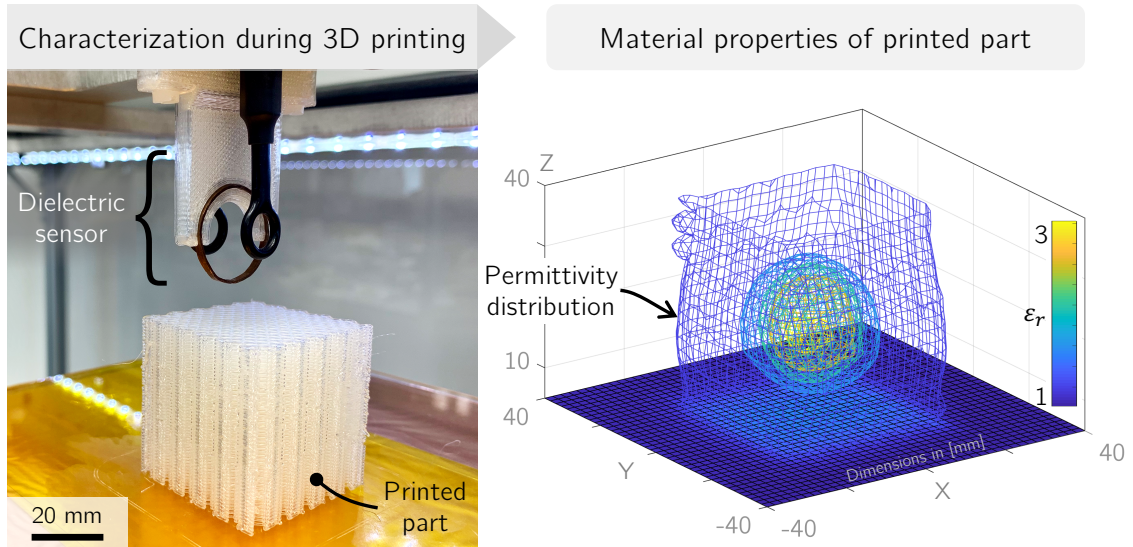 Characterization during 3D printing
Material properties of printed part
Dielectric
sensor
Printed
part
20 mm
Permittivity
distribution
Z
40
10
40
Y
-40
-40
X
40
Dimensions in [mm]
3
εr
1